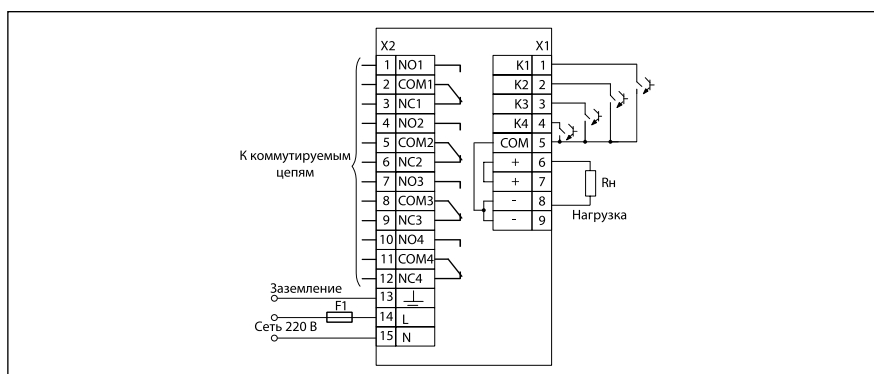 X2
1 NO1
2 COM1
3 NC1
4 NO2
5 COM2
6 NC2
7 NO3
8 COM3
9 NC3
10 NO4
11 COM4
12 NC4
13
14 L
15 N
К коммутируемым
цепям
Заземление
F1
Сеть 220 В
X1
K1 1
K2 2
K3 3
K4 4
COM 5
+ 6
+ 7
- 8
- 9
Rн
Нагрузка